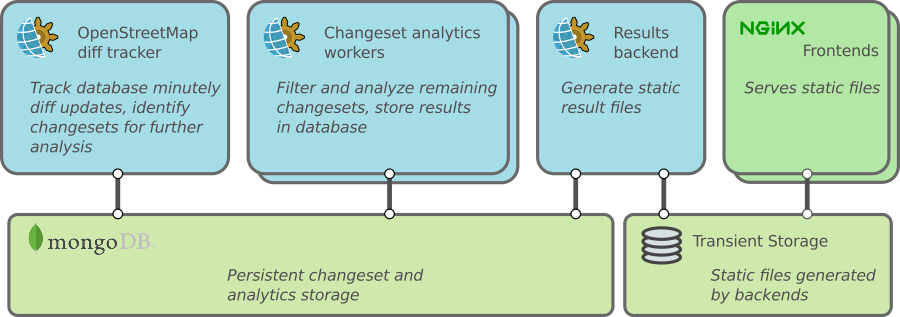 OpenStreetMap
diff tracker
Track database minutely
diff updates, identify
changesets for further
analysis
Changeset analytics
workers
Filter and analyze remaining
changesets, store results
in database
Results
backend
Generate static
result files
NGiNX
Frontends
Serves static files
mongoDB.
Persistent changeset and
analytics storage
Transient Storage
Static files generated
by backends